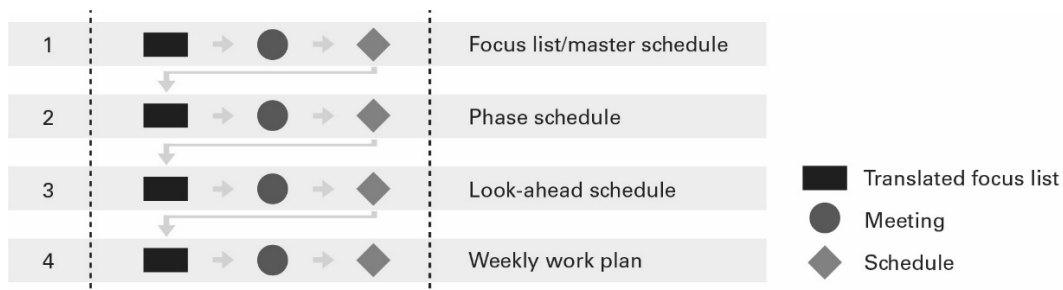 1 Focus list/master schedule
2 Phase schedule
3 Look-ahead schedule
4 Weekly work plan
Translated focus list
Meeting
Schedule